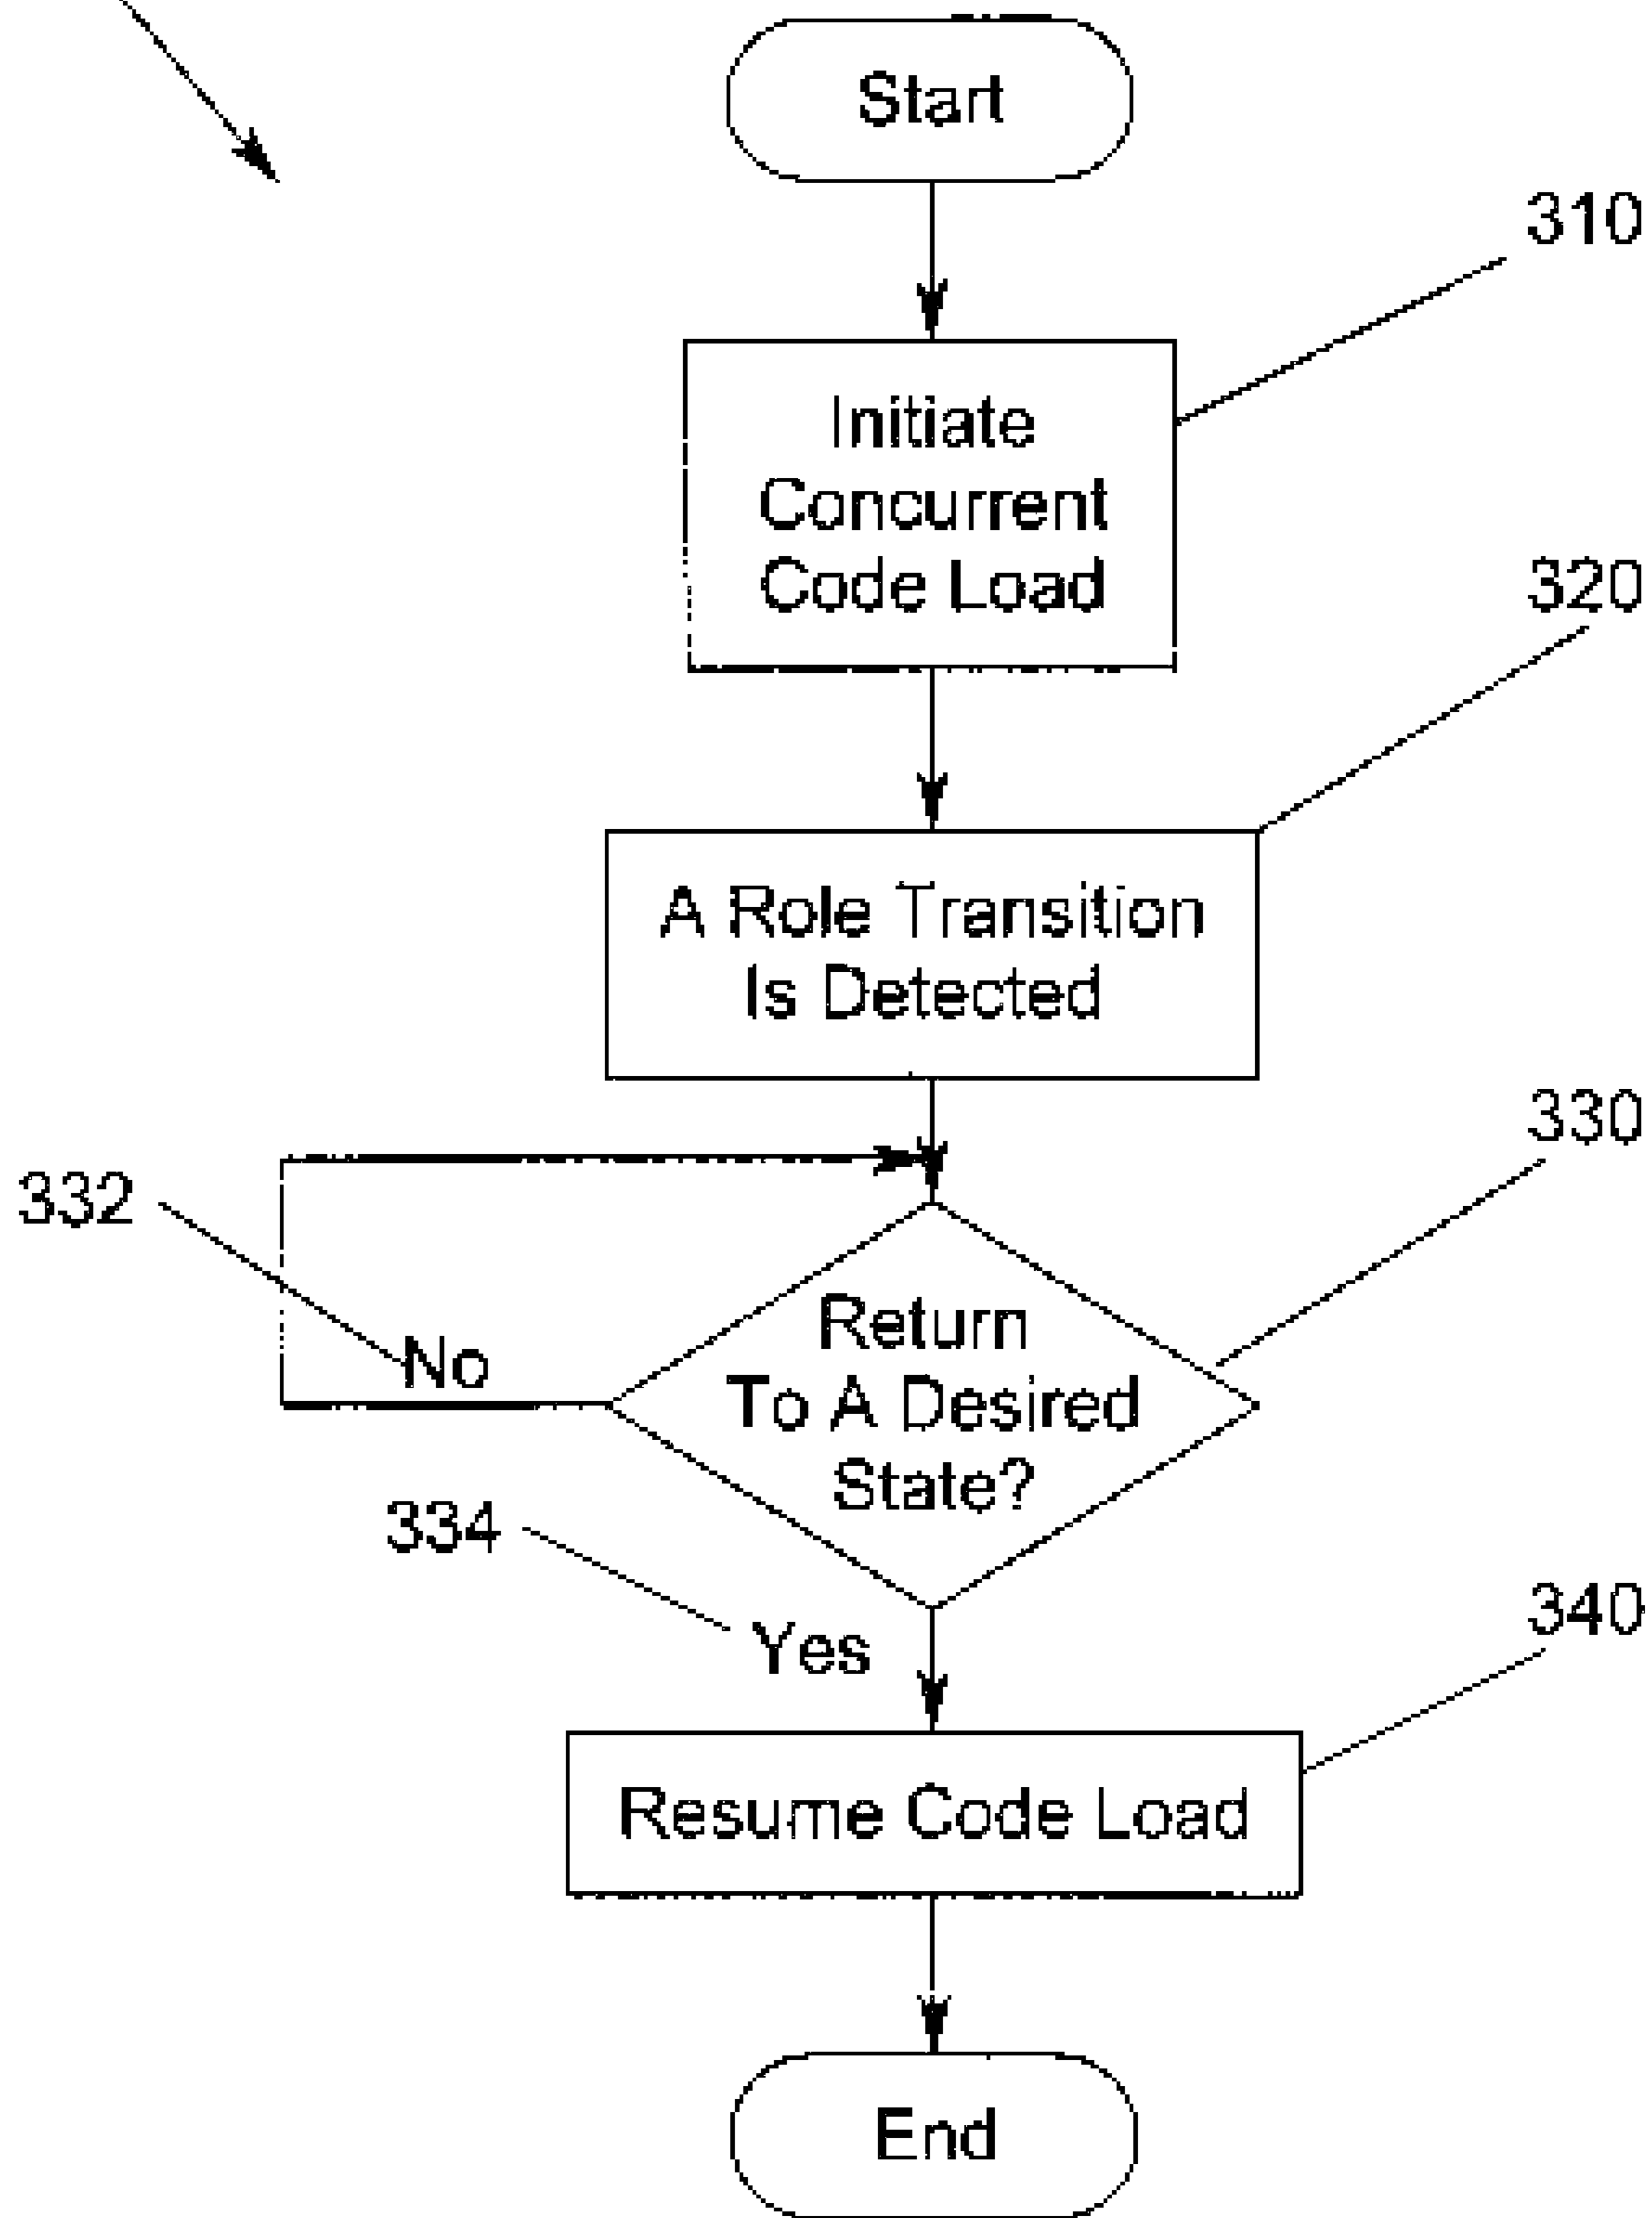 Start
310
Initiate
Concurrent
Code Load
320
A Role Transition
Is Detected
330
332
No
Return
To A Desired
State?
334
Yes
340
Resume Code Load
End